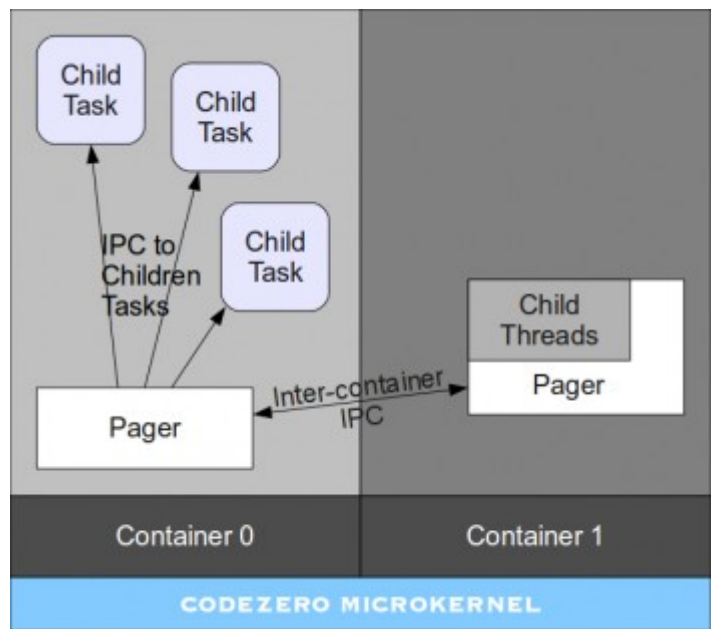 Child
Task
Child
Task
Child
Task
IPC to
Children
Tasks
Pager
Inter-container
IPC
Child
Threads
Pager
Container 0
Container 1
CODEZERO MICROKERNEL